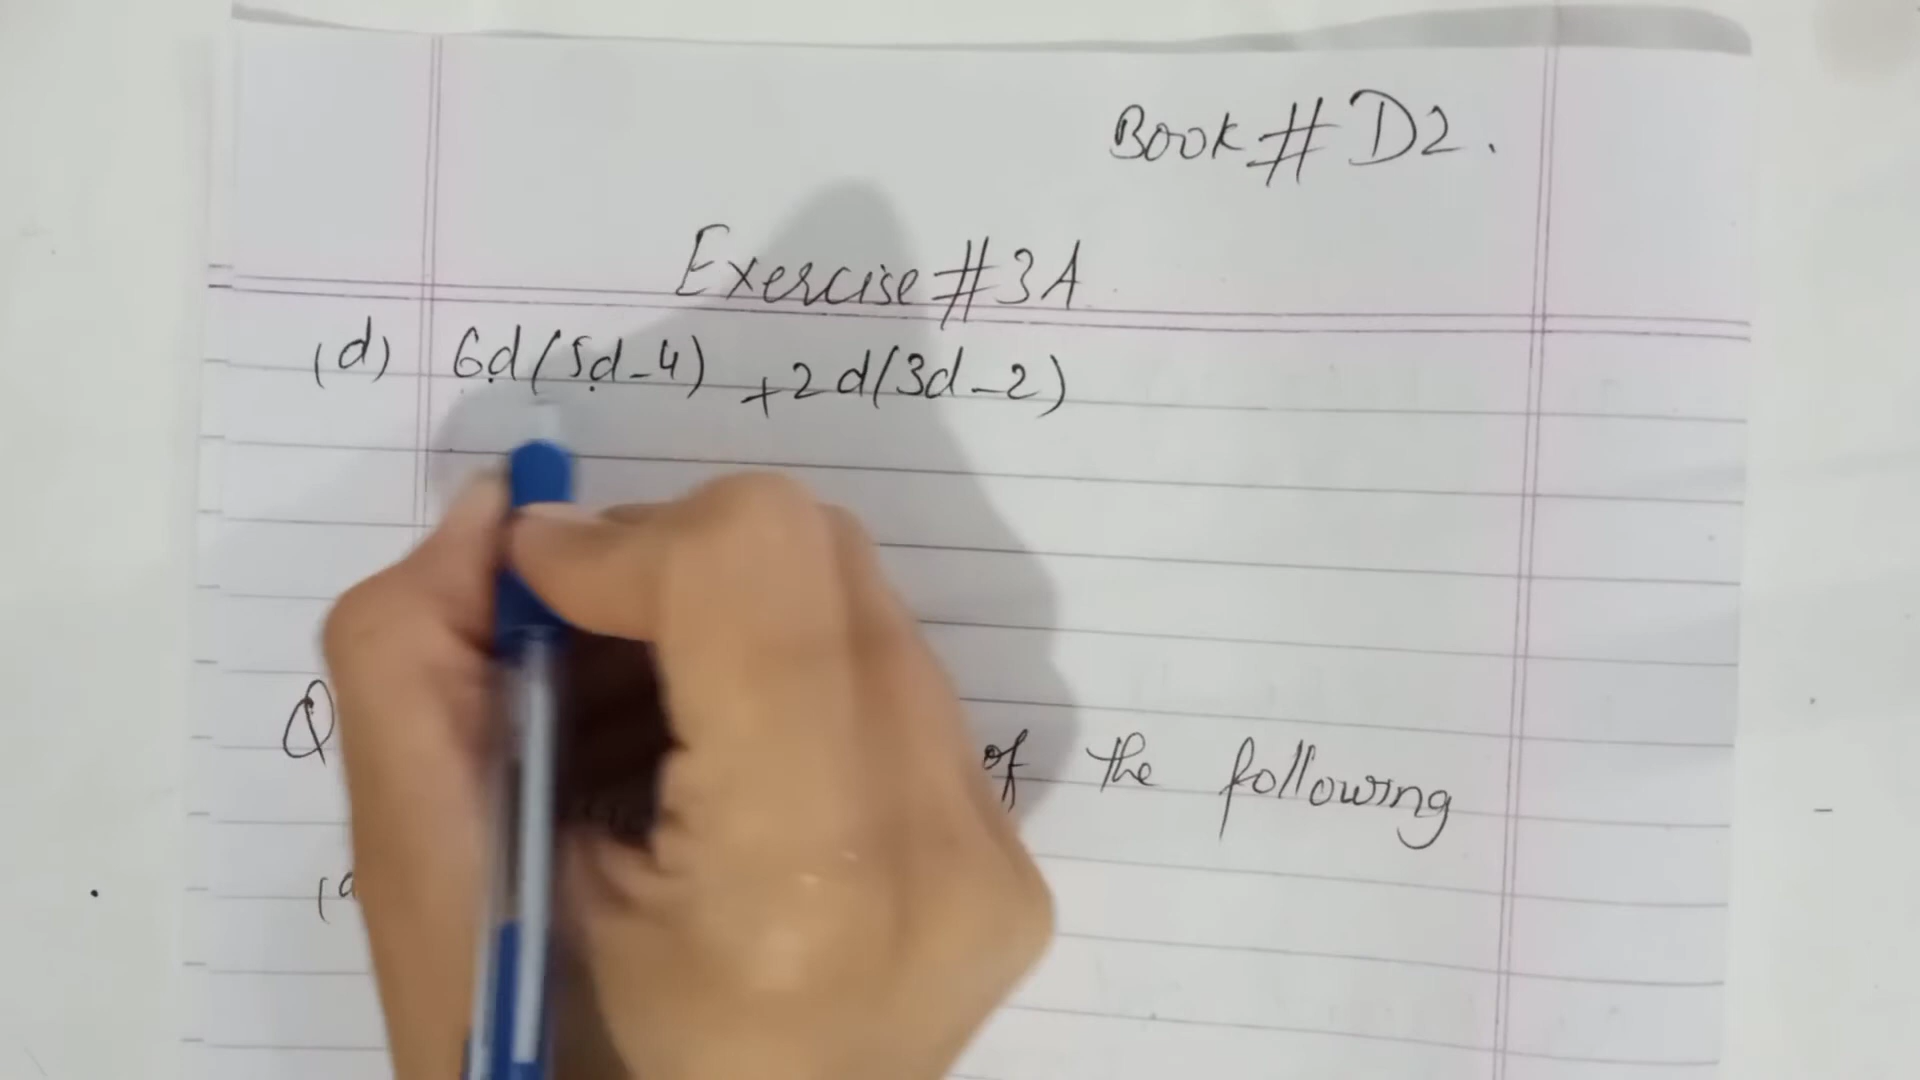 Book # D2.
Exercise # 3A
(d) 6d(5d-4) +2d(3d-2)
Q of the following
(a